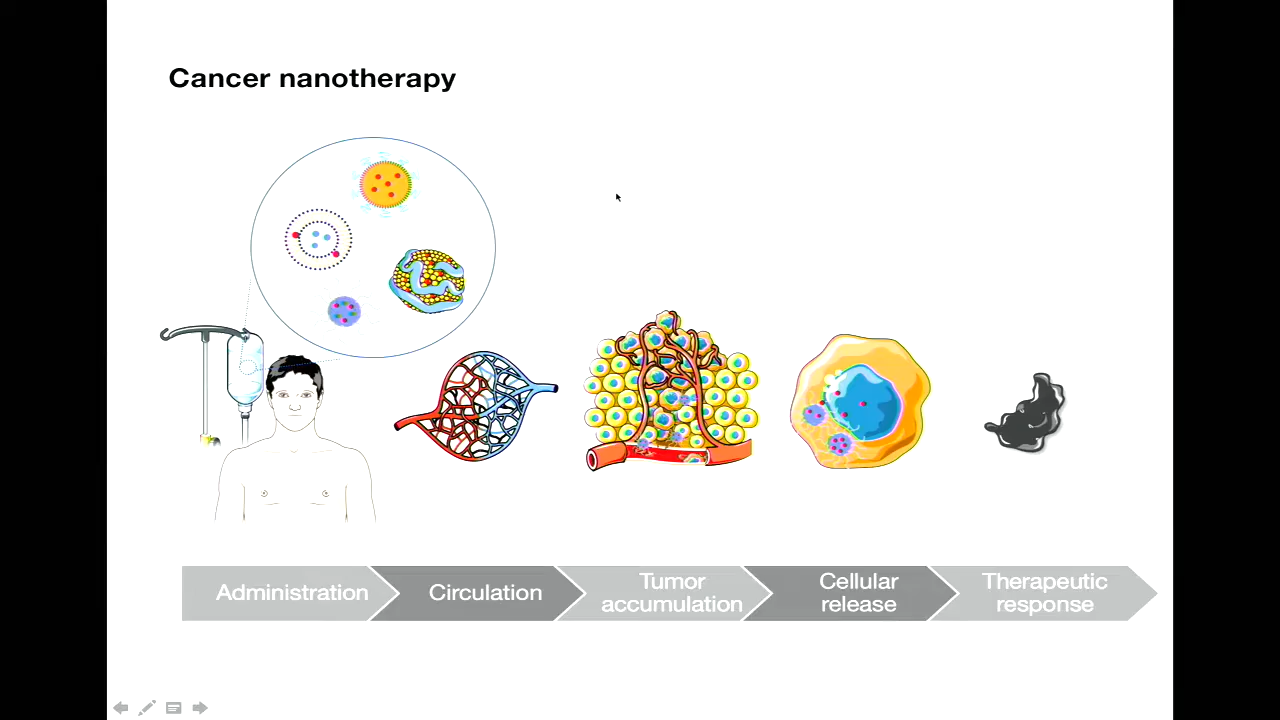 Cancer nanotherapy
Administration
Circulation
Tumor
accumulation
Cellular
release
Therapeutic
response